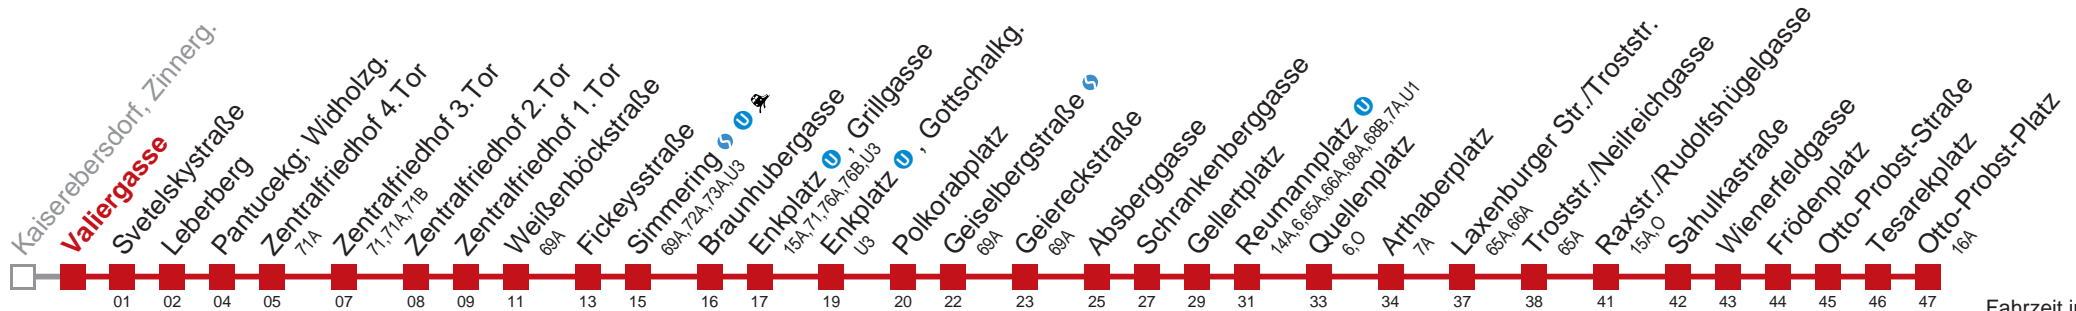 Kaiserebersdorf, Zinnerg.
Valiergasse
Svetelskystraße
Leberberg
Pantucekg; Widholzg.
Zentralfriedhof 4.Tor
71A
Zentralfriedhof 3.Tor
71,71A,71B
Zentralfriedhof 2.Tor
Zentralfriedhof 1.Tor
Weißenböckstraße
69A
Fickeysstraße
Simmering S U
69A,72A,73A,U3
Braunhubergasse
Enkplatz U , Grillgasse
15A,71,76A,76B,U3
Enkplatz U , Gottschalkg.
U3
Polkorabplatz
Geiselbergstraße S
69A
Geiereckstraße
69A
Absberggasse
Schrankenberggasse
Gellertplatz
Reumannplatz U
14A,6,65A,66A,68A,68B,7A,U1
Quellenplatz
6,O
Arthaberplatz
7A
Laxenburger Str./Troststr.
65A,66A
Troststr./Neilreichgasse
65A
Raxstr./Rudolfshügelgasse
15A,O
Sahulkastraße
Wienerfeldgasse
Frödenplatz
Otto-Probst-Straße
Tesarekplatz
Otto-Probst-Platz
16A
01 02 04 05 07 08 09 11 13 15 16 17 19 20 22 23 25 27 29 31 33 34 37 38 41 42 43 44 45 46 47
Fahrzeit